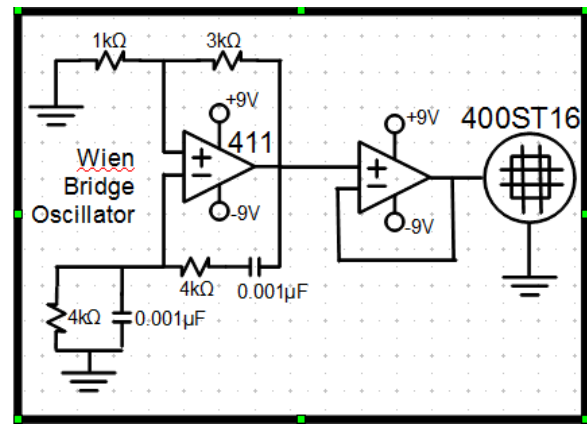 1kΩ
3kΩ
+9V
411
+
−
-9V
Wien
Bridge
Oscillator
+9V
+
−
-9V
400ST16
4kΩ
0.001µF
4kΩ
0.001µF